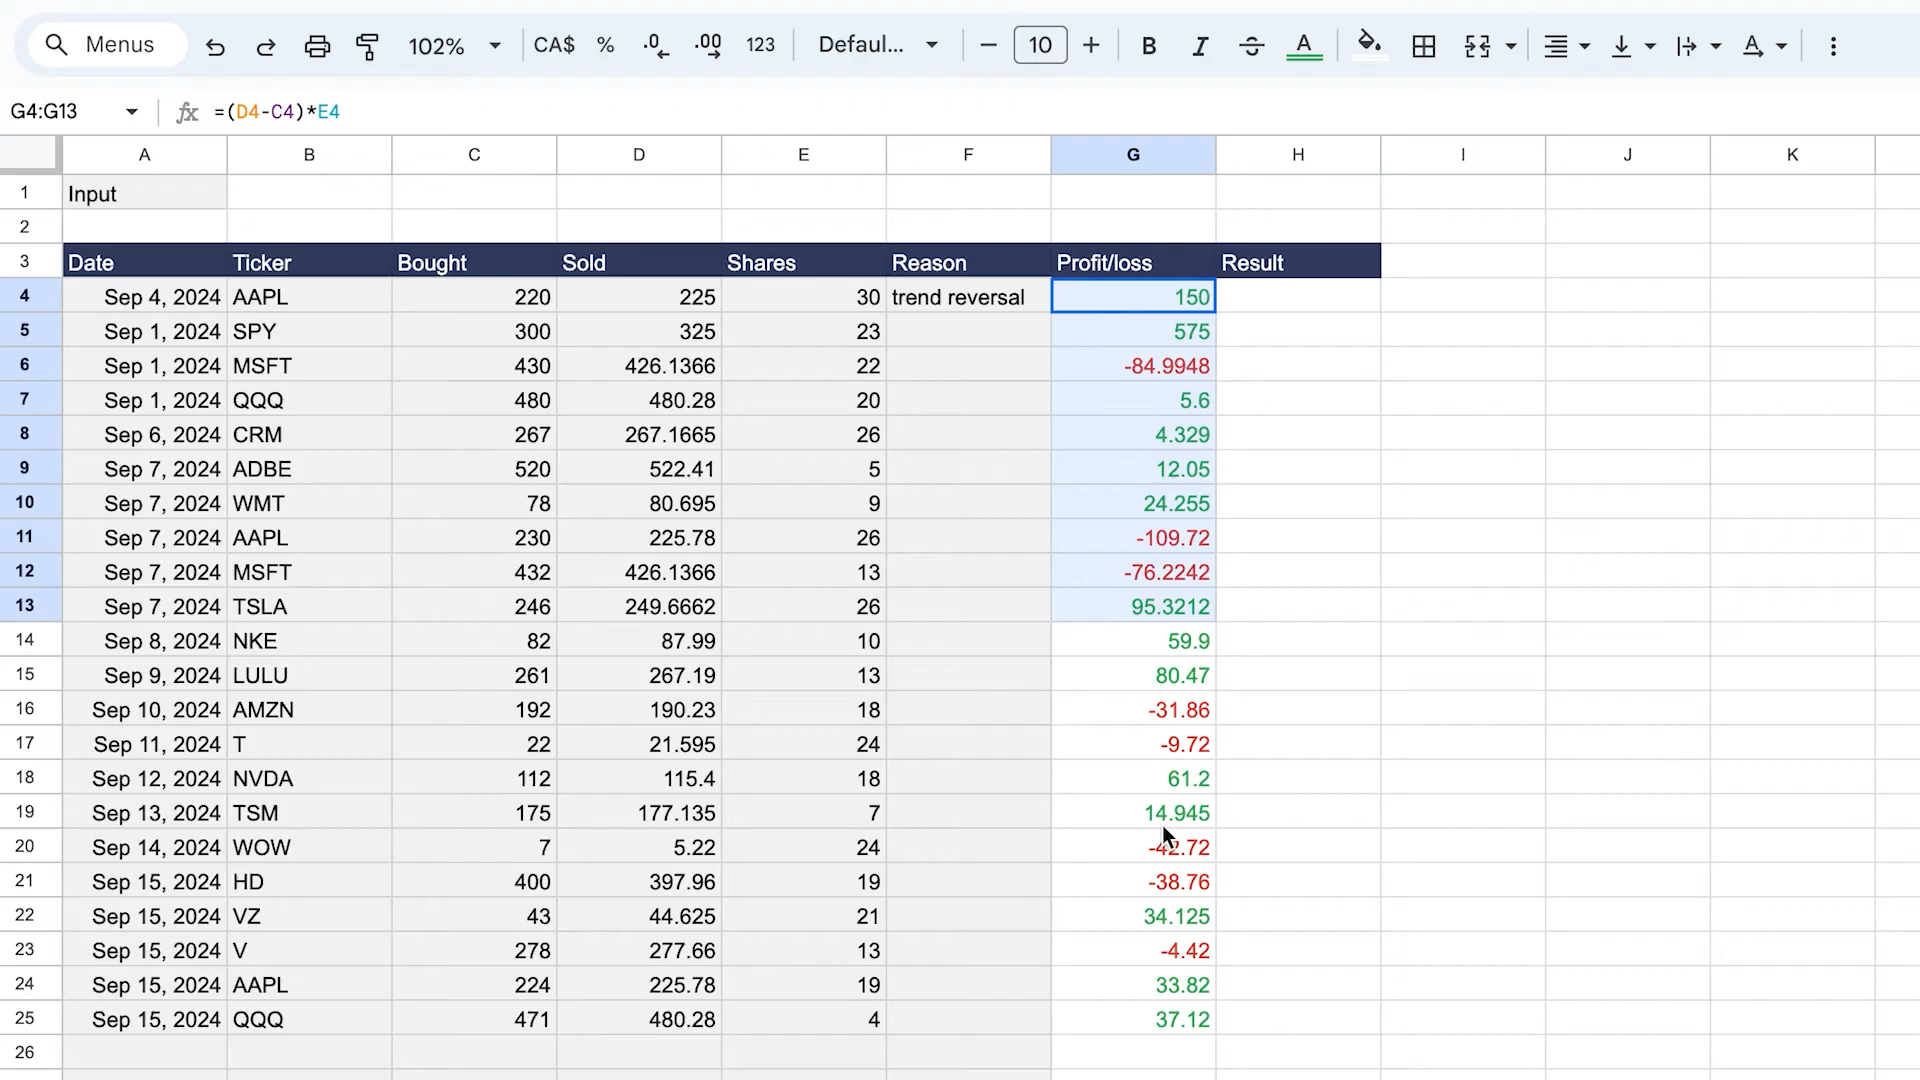 Menus 102% CA$ % .0 .00 123 Defaul... 10 B I A A
G4:G13 fx =(D4-C4)*E4
A B C D E F G H I J K
1 Input
2
3 Date Ticker Bought Sold Shares Reason Profit/loss Result
4 Sep 4, 2024 AAPL 220 225 30 trend reversal 150
5 Sep 1, 2024 SPY 300 325 23 575
6 Sep 1, 2024 MSFT 430 426.1366 22 -84.9948
7 Sep 1, 2024 QQQ 480 480.28 20 5.6
8 Sep 6, 2024 CRM 267 267.1665 26 4.329
9 Sep 7, 2024 ADBE 520 522.41 5 12.05
10 Sep 7, 2024 WMT 78 80.695 9 24.255
11 Sep 7, 2024 AAPL 230 225.78 26 -109.72
12 Sep 7, 2024 MSFT 432 426.1366 13 -76.2242
13 Sep 7, 2024 TSLA 246 249.6662 26 95.3212
14 Sep 8, 2024 NKE 82 87.99 10 59.9
15 Sep 9, 2024 LULU 261 267.19 13 80.47
16 Sep 10, 2024 AMZN 192 190.23 18 -31.86
17 Sep 11, 2024 T 22 21.595 24 -9.72
18 Sep 12, 2024 NVDA 112 115.4 18 61.2
19 Sep 13, 2024 TSM 175 177.135 7 14.945
20 Sep 14, 2024 WOW 7 5.22 24 -42.72
21 Sep 15, 2024 HD 400 397.96 19 -38.76
22 Sep 15, 2024 VZ 43 44.625 21 34.125
23 Sep 15, 2024 V 278 277.66 13 -4.42
24 Sep 15, 2024 AAPL 224 225.78 19 33.82
25 Sep 15, 2024 QQQ 471 480.28 4 37.12
26